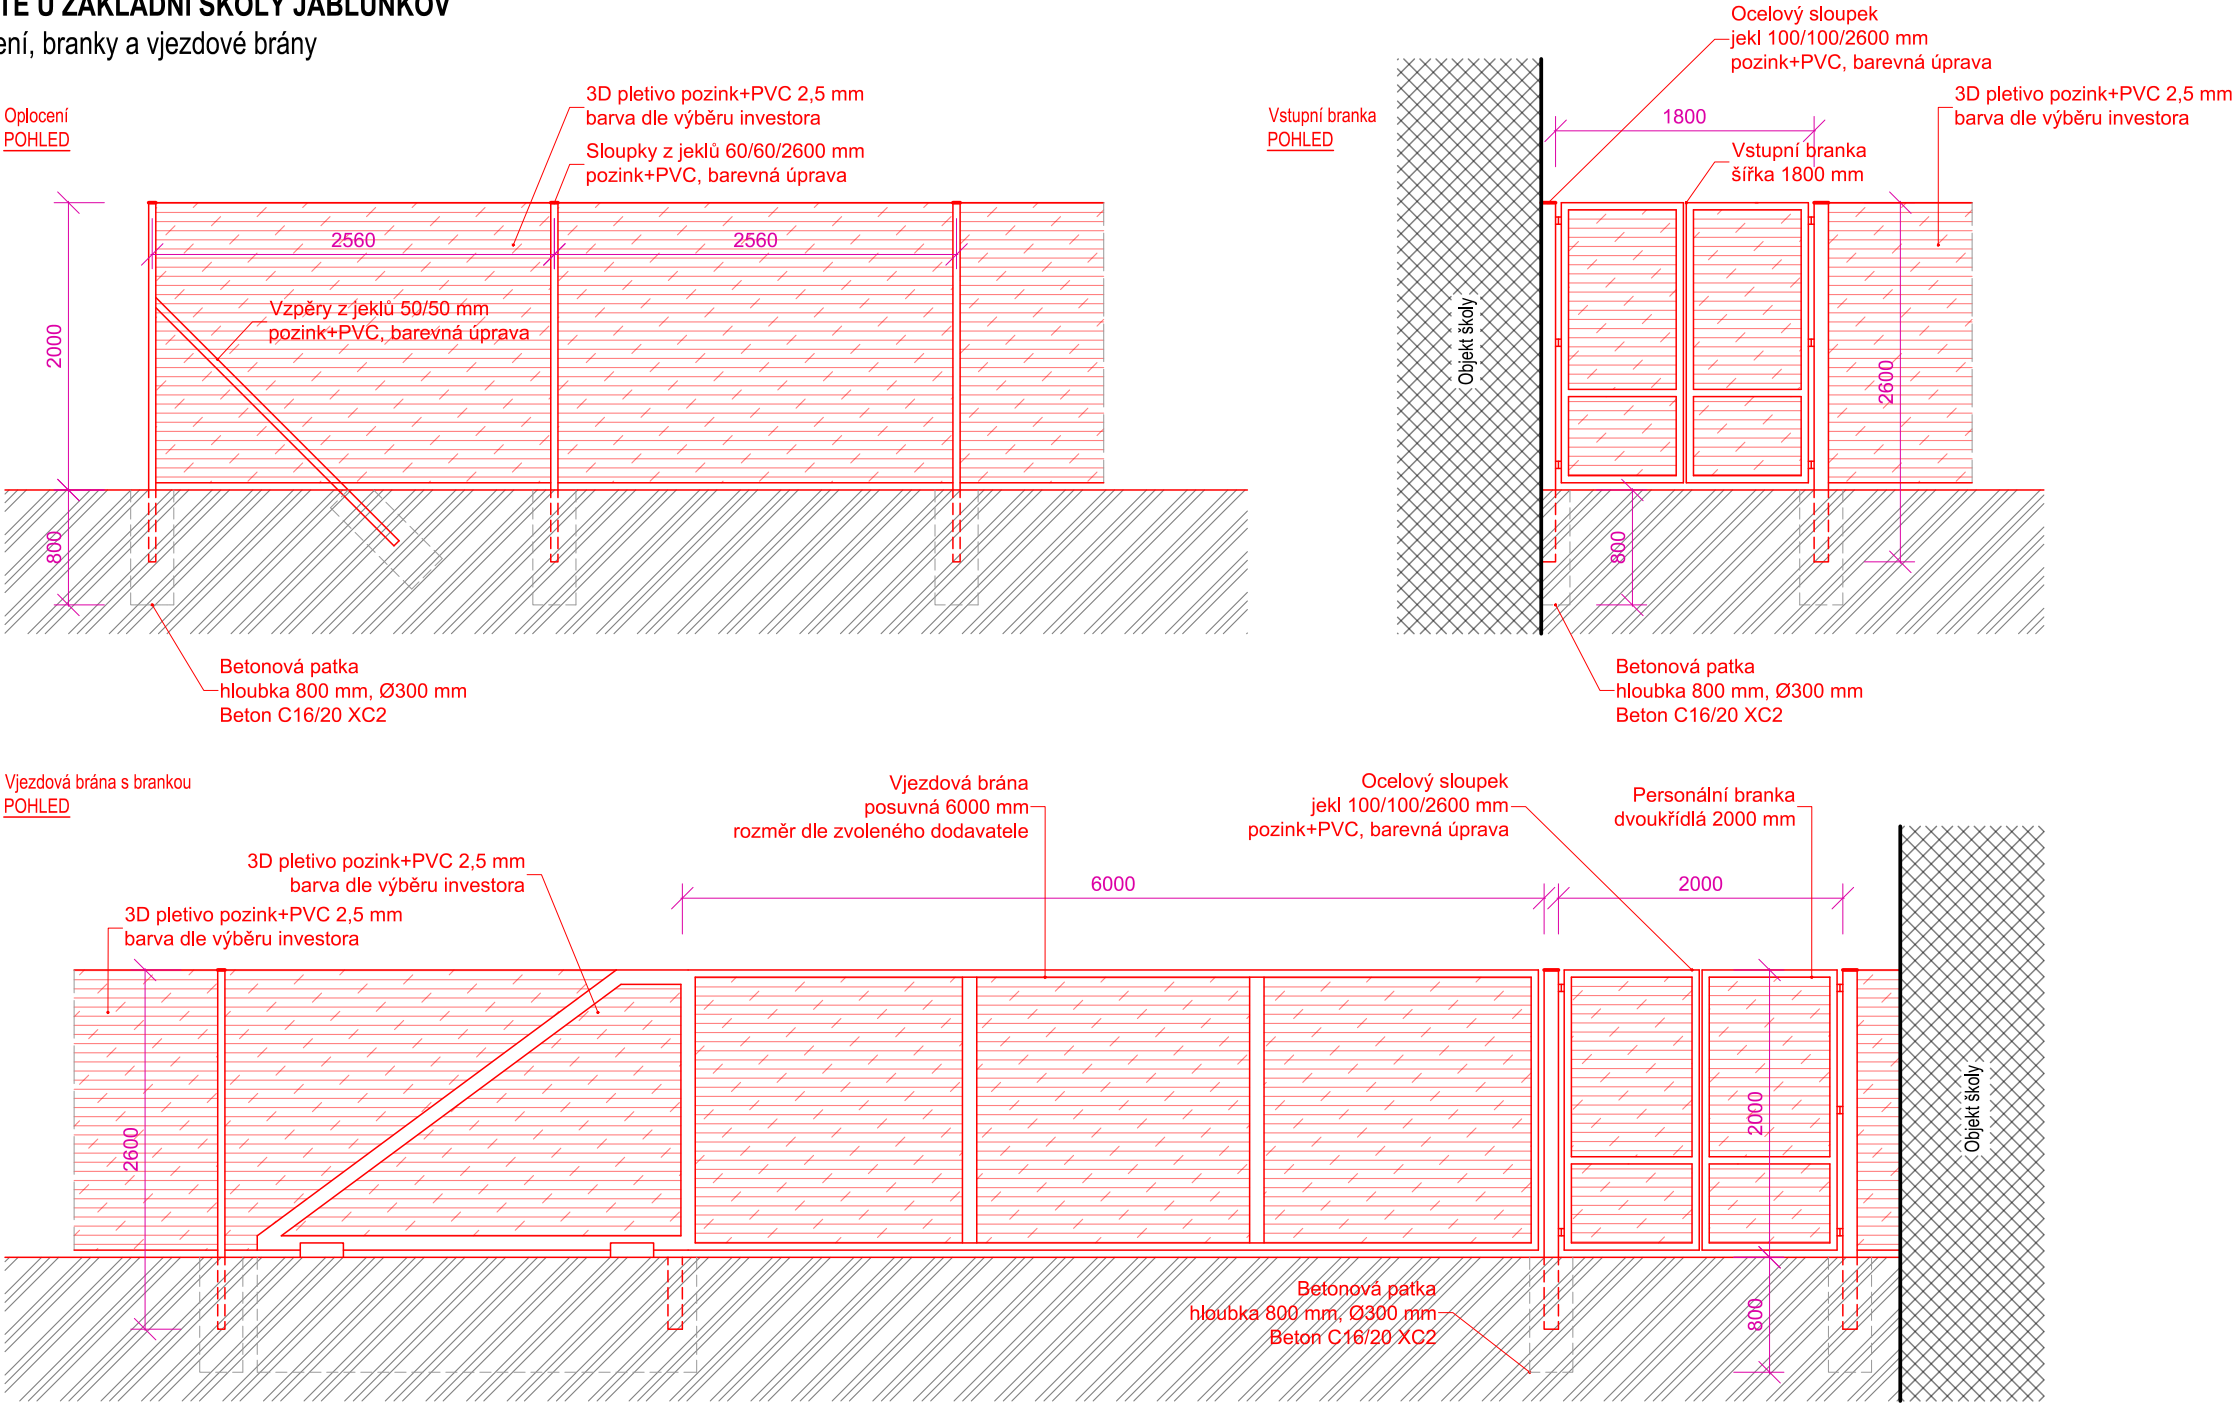 U ZÁKLADNÍ ŠKOLY JABLUNKOV
branky a vjezdové brány
Oplocení
POHLED
3D pletivo pozink+PVC 2,5 mm
barva dle výběru investora
Sloupky z jeklů 60/60/2600 mm
pozink+PVC, barevná úprava
2560
2560
Vzpěry z jeklů 50/50 mm
pozink+PVC, barevná úprava
2000
800
Betonová patka
hloubka 800 mm, Ø300 mm
Beton C16/20 XC2
Vstupní branka
POHLED
Ocelový sloupek
jekl 100/100/2600 mm
pozink+PVC, barevná úprava
3D pletivo pozink+PVC 2,5 mm
barva dle výběru investora
1800
Vstupní branka
šířka 1800 mm
Objekt školy
2600
800
Betonová patka
hloubka 800 mm, Ø300 mm
Beton C16/20 XC2
Vjezdová brána s brankou
POHLED
3D pletivo pozink+PVC 2,5 mm
barva dle výběru investora
3D pletivo pozink+PVC 2,5 mm
barva dle výběru investora
Vjezdová brána
posuvná 6000 mm
rozměr dle zvoleného dodavatele
Ocelový sloupek
jekl 100/100/2600 mm
pozink+PVC, barevná úprava
Personální branka
dvoukřídlá 2000 mm
6000
2000
2600
2000
800
Objekt školy
Betonová patka
hloubka 800 mm, Ø300 mm
Beton C16/20 XC2